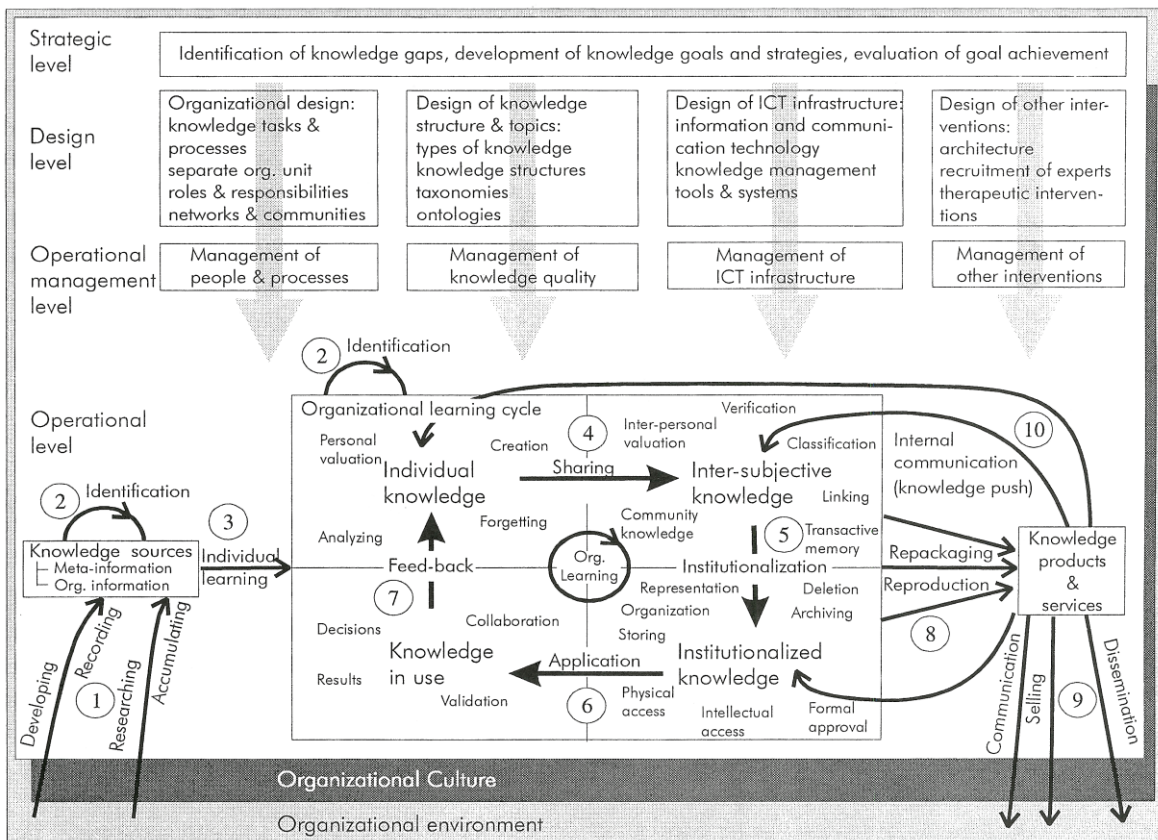 Strategic
level
Identification of knowledge gaps, development of knowledge goals and strategies, evaluation of goal achievement
Design
level
Organizational design:
knowledge tasks &
processes
separate org. unit
roles & responsibilities
networks & communities
Design of knowledge
structure & topics:
types of knowledge
knowledge structures
taxonomies
ontologies
Design of ICT infrastructure:
information and communi-
cation technology
knowledge management
tools & systems
Design of other inter-
ventions:
architecture
recruitment of experts
therapeutic interven-
tions
Operational
management
level
Management of
people & processes
Management of
knowledge quality
Management of
ICT infrastructure
Management of
other interventions
Operational
level
2
Identification
Organizational learning cycle
Personal
valuation
Creation
4
Inter-personal
valuation
Verification
Classification
Sharing
Individual
knowledge
Inter-subjective
knowledge
Linking
Internal
communication
(knowledge push)
10
2
Identification
3
Knowledge sources
Meta-information
Org. information
Individual
learning
Analyzing
Forgetting
Community
knowledge
5
Transactive
memory
Feed-back
Org.
Learning
Institutionalization
Representation
Deletion
Organization
Archiving
Storing
Repackaging
Reproduction
8
Knowledge
products
&
services
7
Decisions
Collaboration
Results
Knowledge
in use
Validation
Application
6
Institutionalized
knowledge
Physical
access
Intellectual
access
Formal
approval
Developing
Recording
1
Researching
Accumulating
Communication
Selling
9
Dissemination
Organizational Culture
Organizational environment